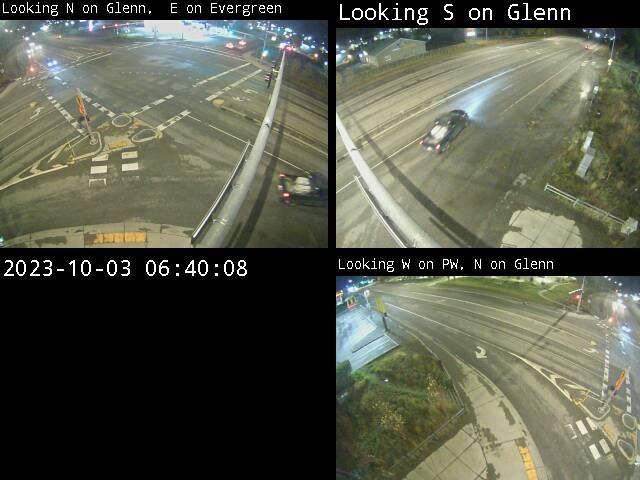 Looking N on Glenn, E on Evergreen
Looking S on Glenn
2023-10-03 06:40:08
Looking W on PW, N on Glenn